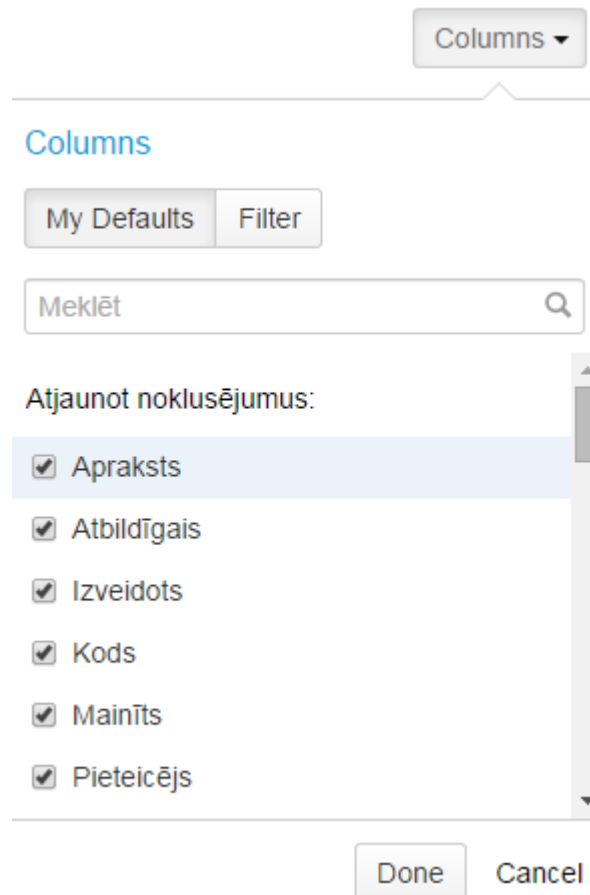 Columns
Columns
My Defaults Filter
Meklēt
Atjaunot noklusējumus:
Apraksts
Atbildīgais
Izveidots
Kods
Mainīts
Pieteicējs
Done Cancel